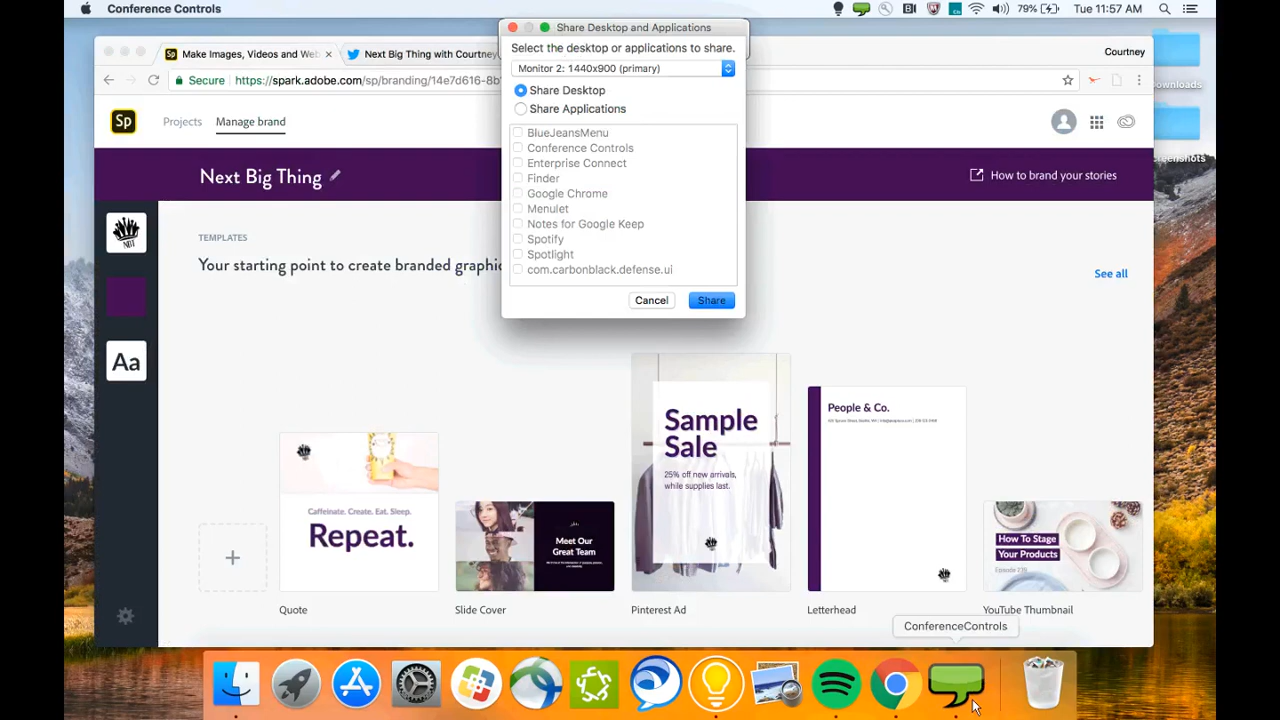 Conference Controls
79%
Tue 11:57 AM
Share Desktop and Applications
Select the desktop or applications to share.
Monitor 2: 1440x900 (primary)
Share Desktop
Share Applications
BlueJeansMenu
Conference Controls
Enterprise Connect
Finder
Google Chrome
Menulet
Notes for Google Keep
Spotify
Spotlight
com.carbonblack.defense.ui
Cancel
Share
Make Images, Videos and Web
Next Big Thing with Courtney
Courtney
Secure
https://spark.adobe.com/sp/branding/14e7d616-8b
Sp
Projects
Manage brand
Next Big Thing
How to brand your stories
NBT
TEMPLATES
Your starting point to create branded graphic
See all
Aa
Caffeinate. Create. Eat. Sleep.
Repeat.
Quote
Meet Our
Great Team
Slide Cover
Sample
Sale
25% off new arrivals,
while supplies last.
Pinterest Ad
People & Co.
Letterhead
How To Stage
Your Products
YouTube Thumbnail
ConferenceControls